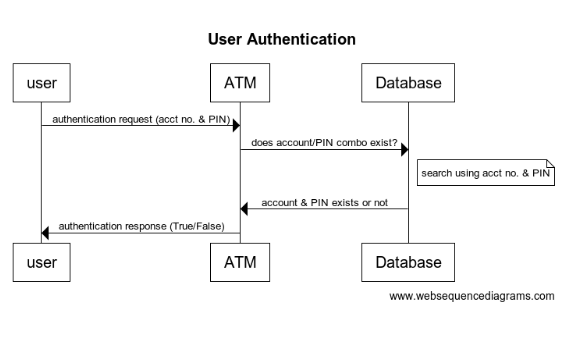 User Authentication
user
ATM
Database
authentication request (acct no. & PIN)
does account/PIN combo exist?
search using acct no. & PIN
account & PIN exists or not
authentication response (True/False)
user
ATM
Database
www.websequencediagrams.com